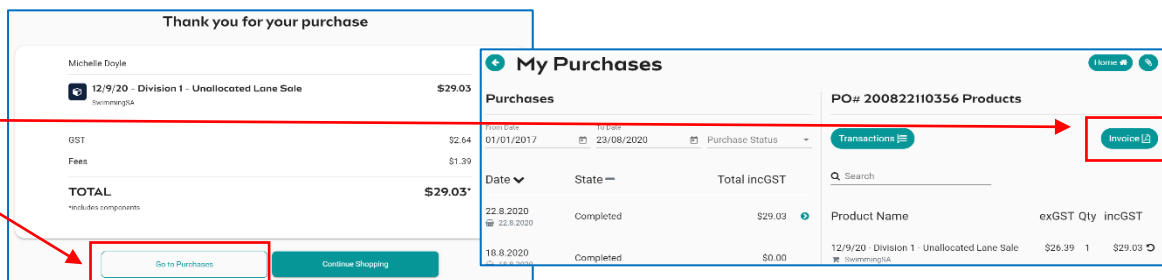 Thank you for your purchase
Michelle Doyle
12/9/20 - Division 1 - Unallocated Lane Sale $29.03
SwimmingSA
GST $2.64
Fees $1.39
TOTAL $29.03*
*includes components
Go to Purchases Continue Shopping
My Purchases Home
Purchases
From Date To Date
01/01/2017 23/08/2020 Purchase Status
Date State Total incGST
22.8.2020 Completed $29.03
22.8.2020
18.8.2020 Completed $0.00
18.8.2020
PO# 200822110356 Products
Transactions Invoice
Search
Product Name exGST Qty incGST
12/9/20 - Division 1 - Unallocated Lane Sale $26.39 1 $29.03
SwimmingSA